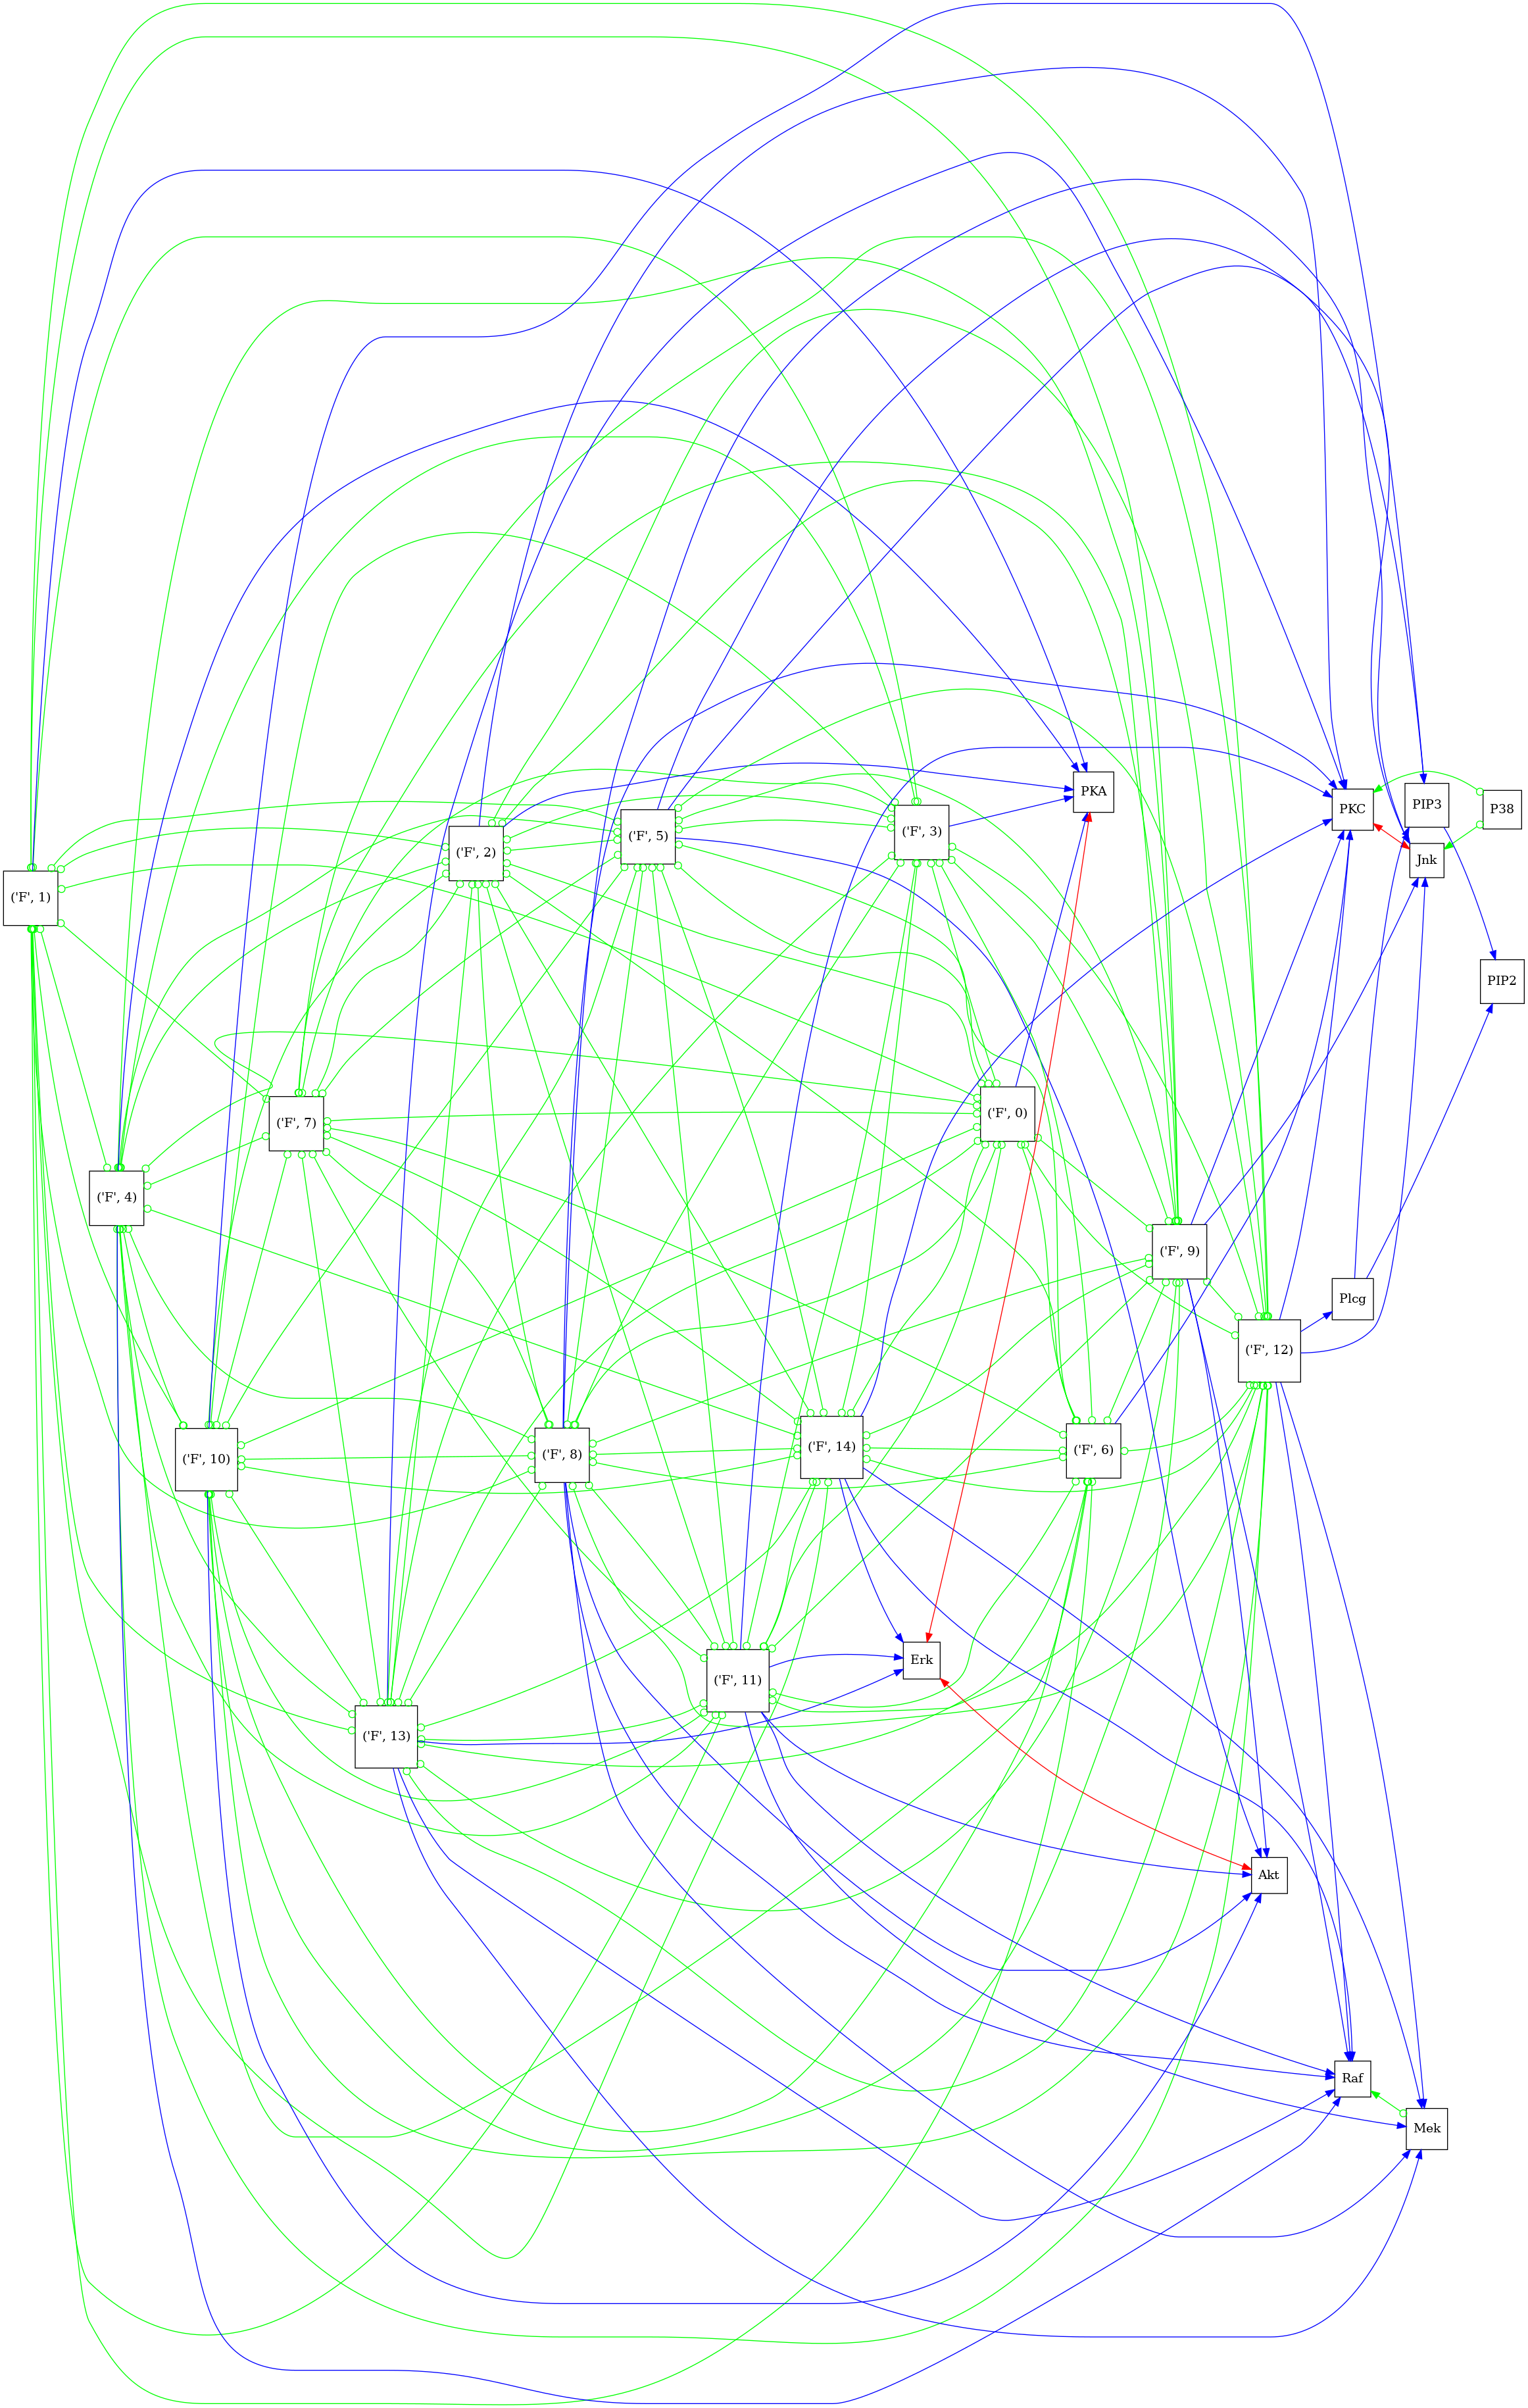 PKA
PKC
PIP3
P38
('F', 5)
('F', 3)
('F', 2)
Jnk
('F', 1)
PIP2
('F', 0)
('F', 7)
('F', 4)
('F', 9)
Plcg
('F', 12)
('F', 14)
('F', 6)
('F', 10)
('F', 8)
Erk
('F', 11)
('F', 13)
Akt
Raf
Mek